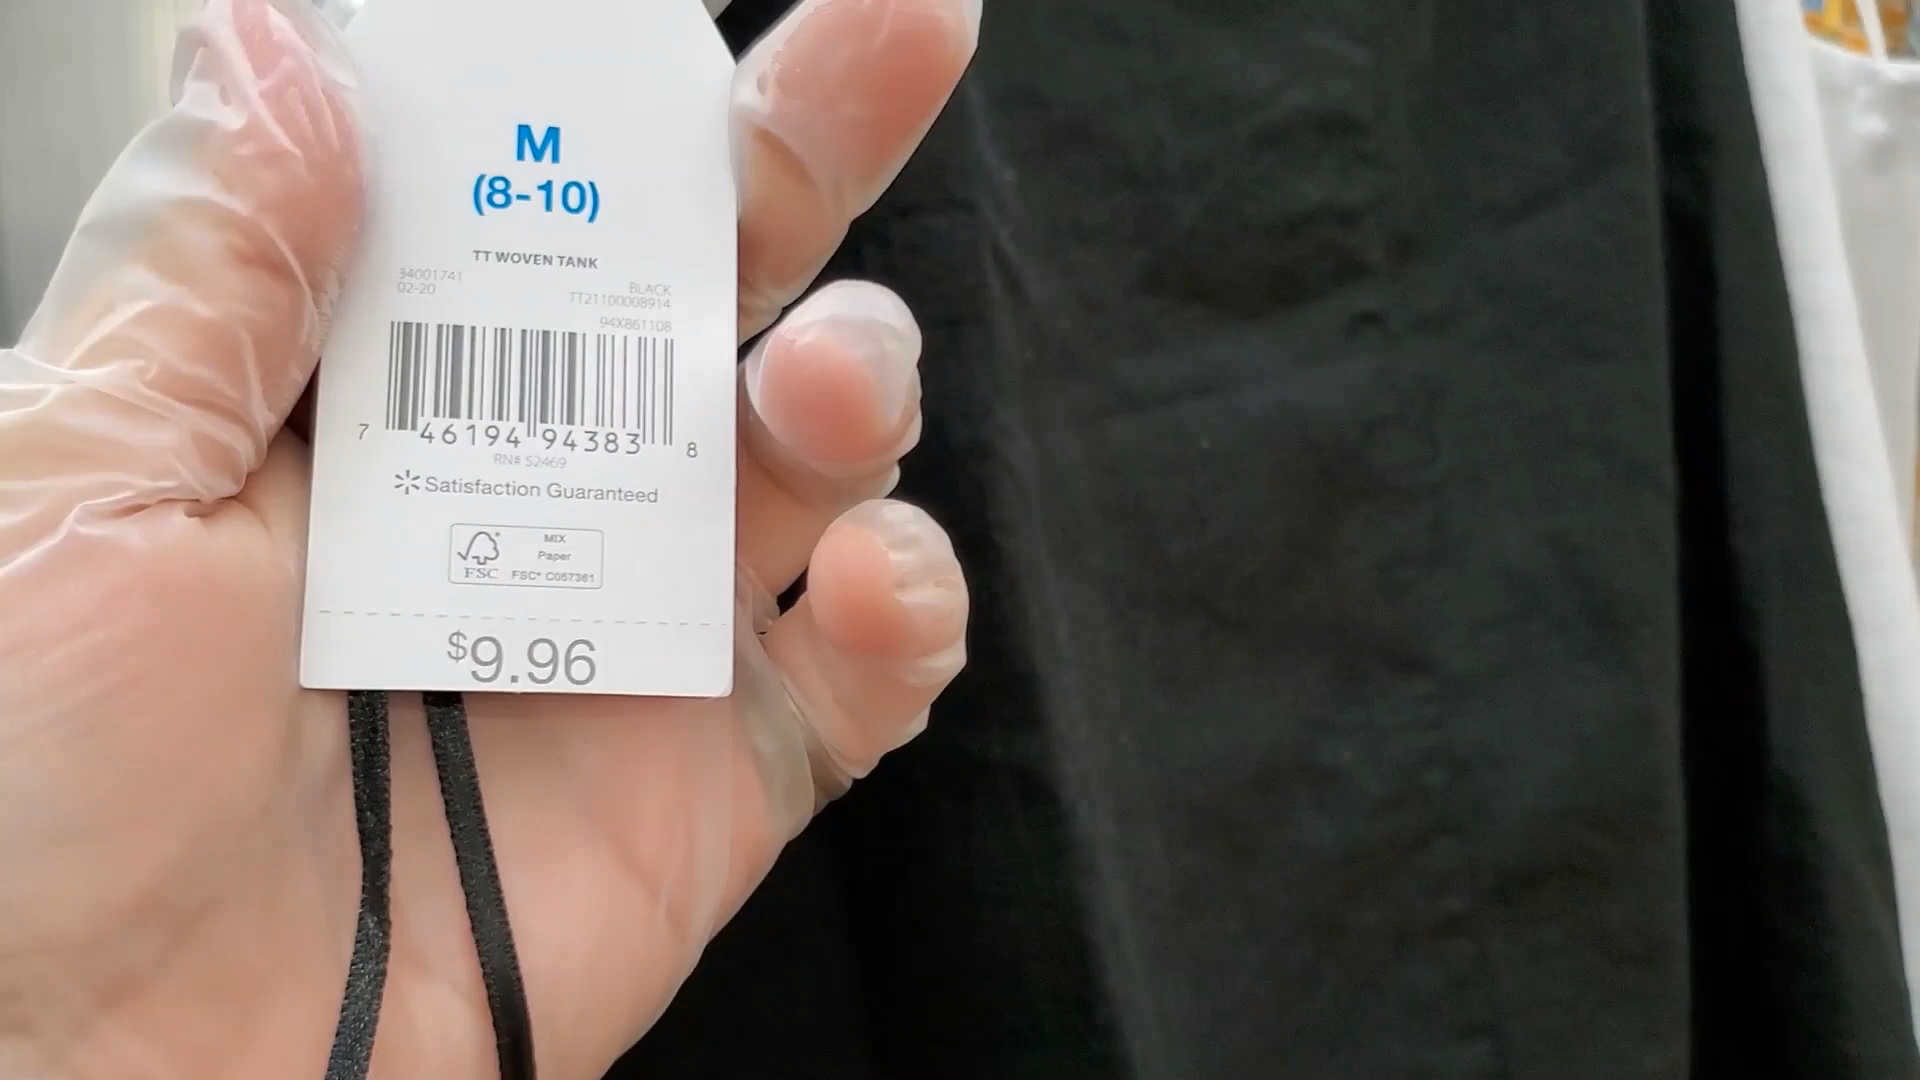 M
(8-10)
TT WOVEN TANK
34001741
02-20
BLACK
TT21100008914
94X861108
7 46194 94383 8
RN# 52469
Satisfaction Guaranteed
FSC
MIX
Paper
FSC® C057361
$9.96